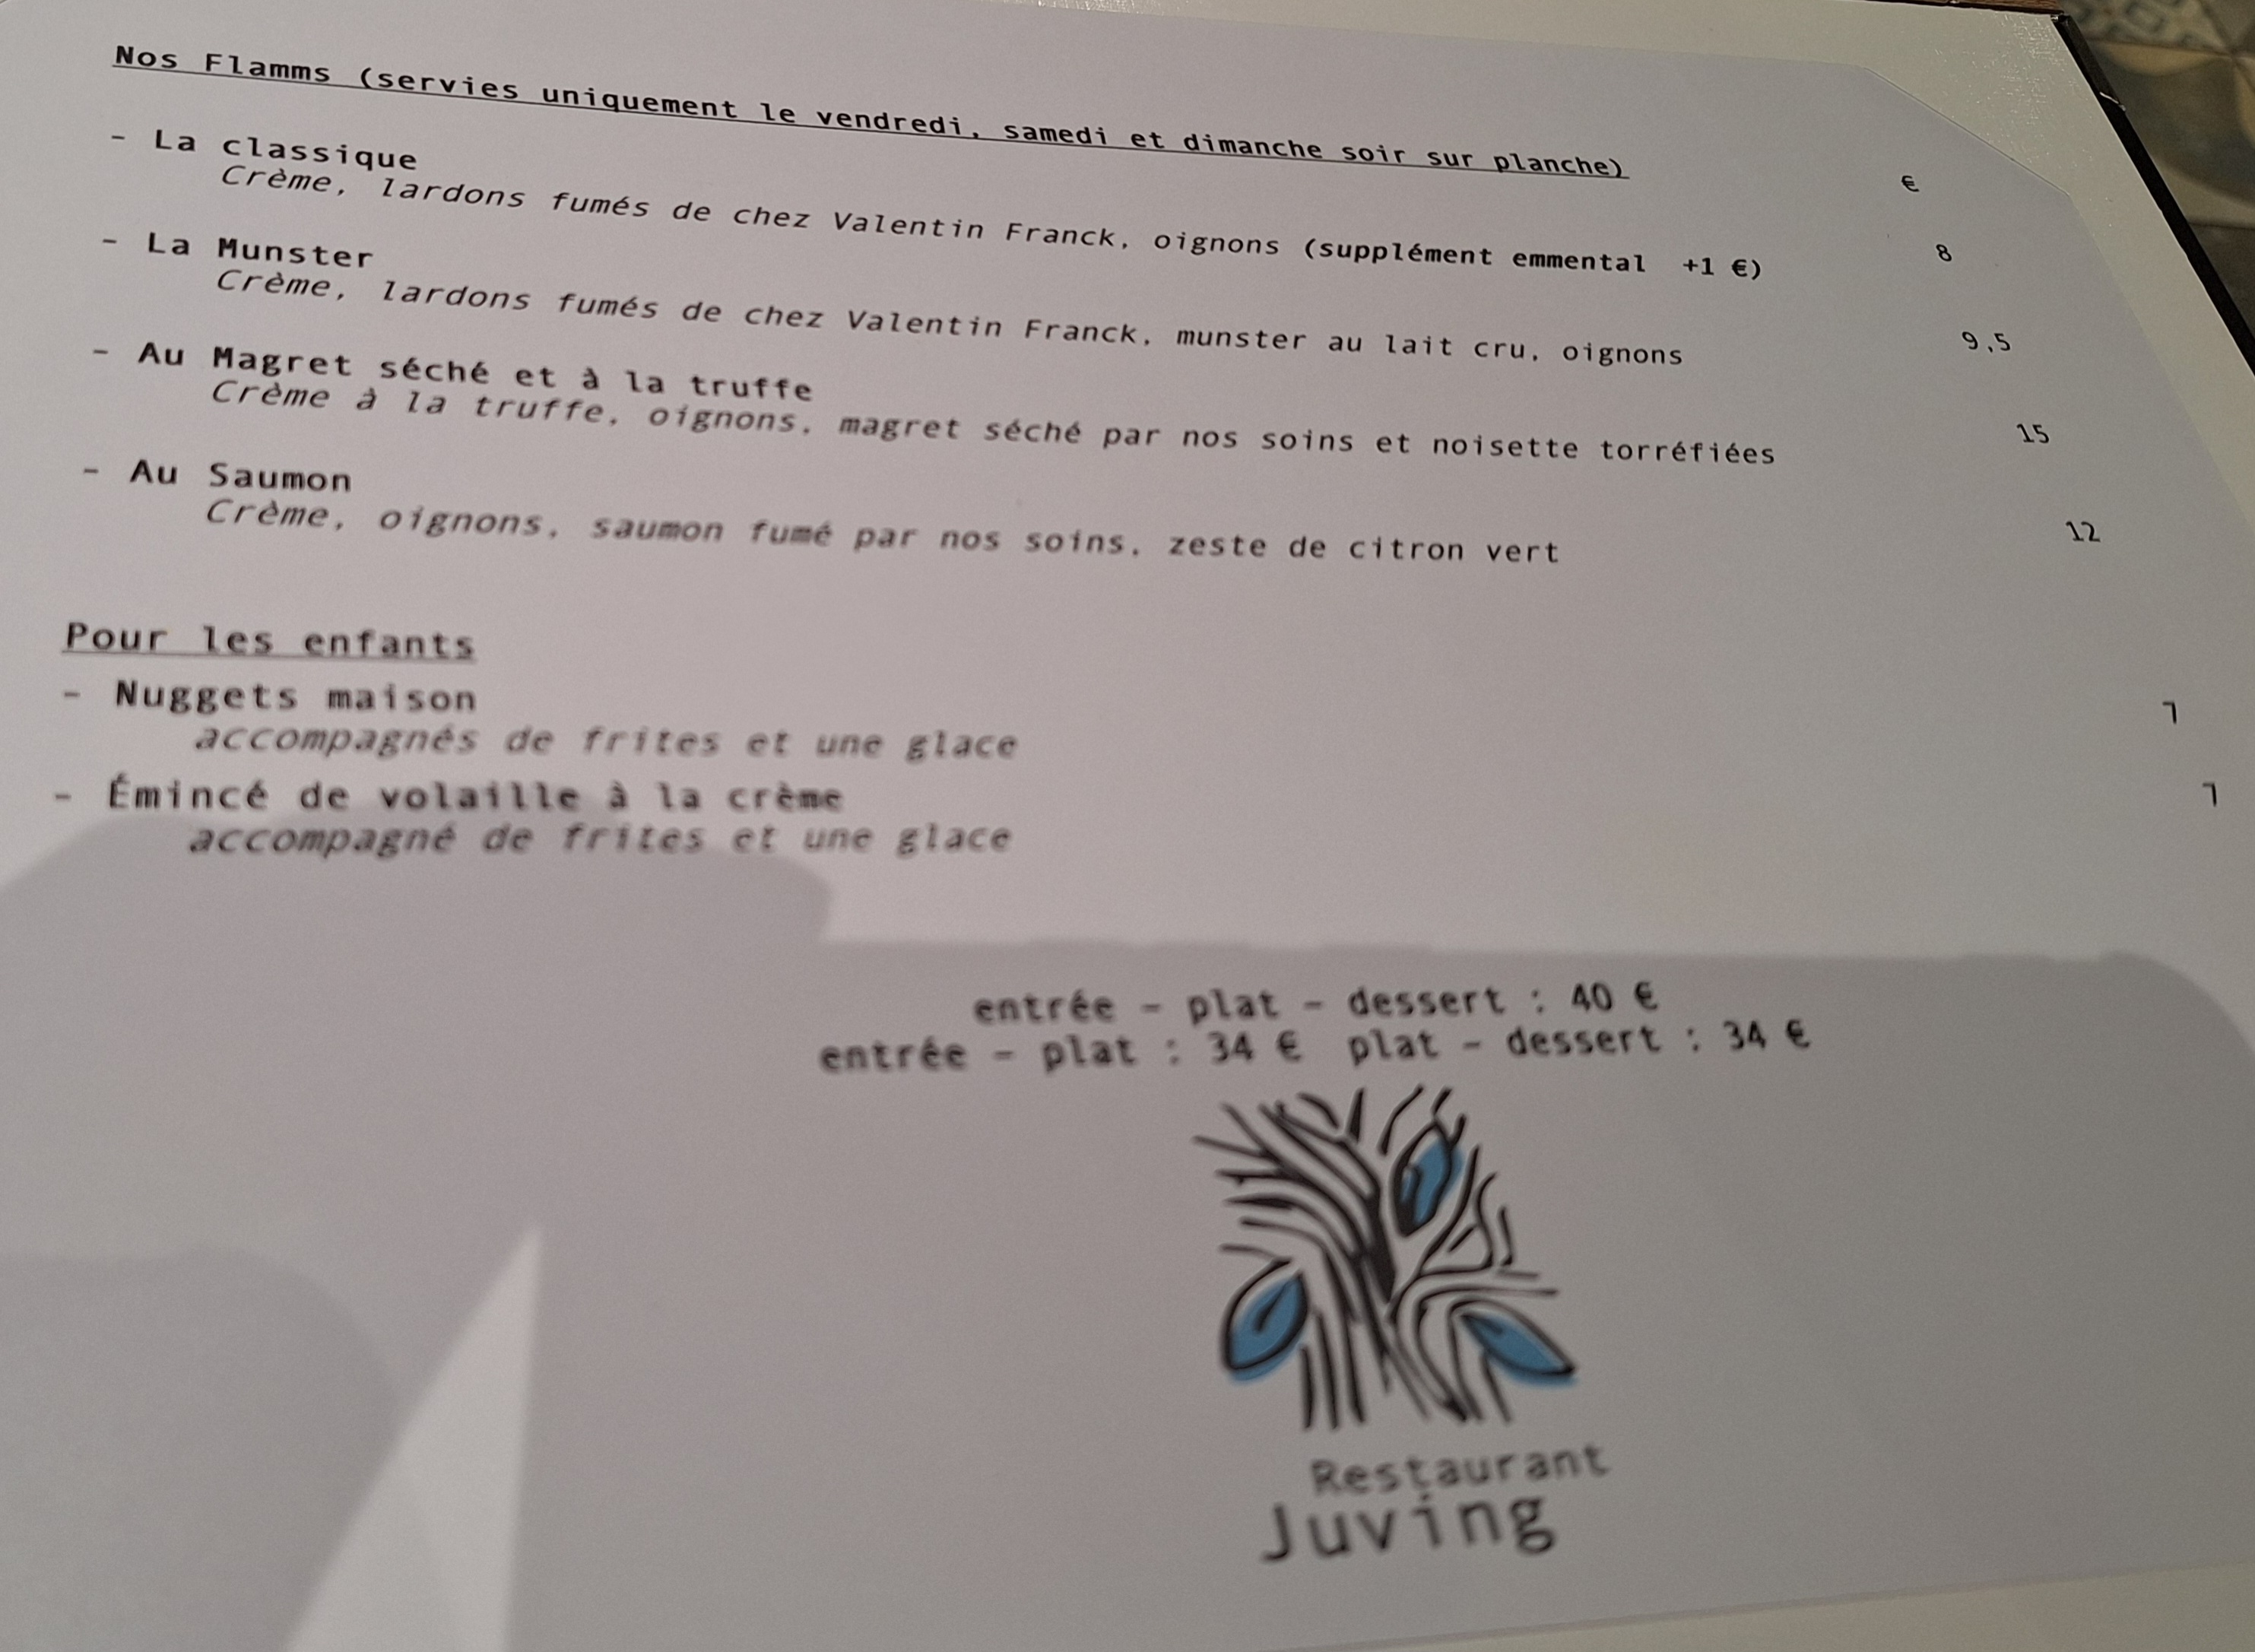 Nos Flamms (servies uniquement le vendredi, samedi et dimanche soir sur planche)
€
- La classique
Crème, lardons fumés de chez Valentin Franck, oignons (supplément emmental +1 €)
8
- La Munster
Crème, lardons fumés de chez Valentin Franck, munster au lait cru, oignons
9,5
- Au Magret séché et à la truffe
Crème à la truffe, oignons, magret séché par nos soins et noisette torréfiées
15
- Au Saumon
Crème, oignons, saumon fumé par nos soins, zeste de citron vert
12
Pour les enfants
- Nuggets maison
7
accompagnés de frites et une glace
- Émincé de volaille à la crème
7
accompagné de frites et une glace
entrée - plat - dessert : 40 €
entrée - plat : 34 € plat - dessert : 34 €
Restaurant
Juving